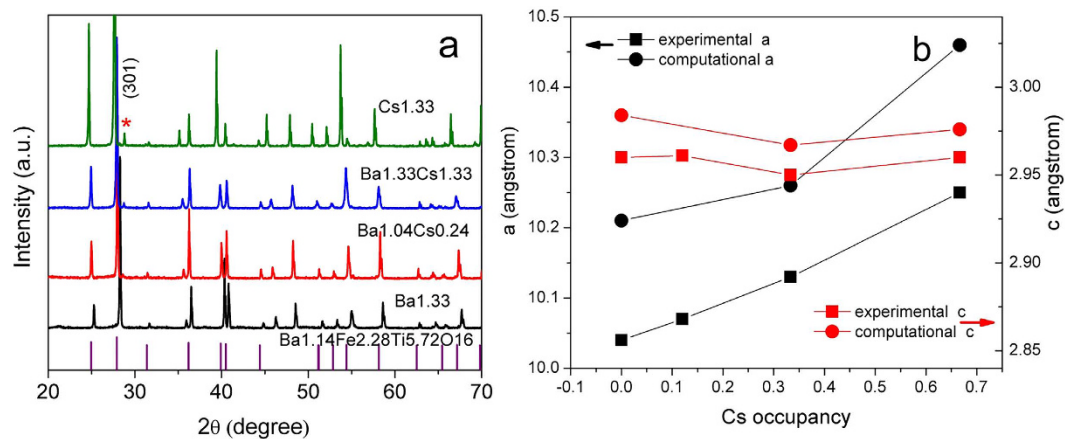 a
(301)
*
Cs1.33
Ba1.33Cs1.33
Ba1.04Cs0.24
Ba1.33
Ba1.14Fe2.28Ti5.72O16
Intensity (a.u.)
20 30 40 50 60 70
2θ (degree)
b
experimental a
computational a
experimental c
computational c
10.5
10.4
10.3
10.2
10.1
10.0
a (angstrom)
3.00
2.95
2.90
2.85
c (angstrom)
-0.1 0.0 0.1 0.2 0.3 0.4 0.5 0.6 0.7
Cs occupancy